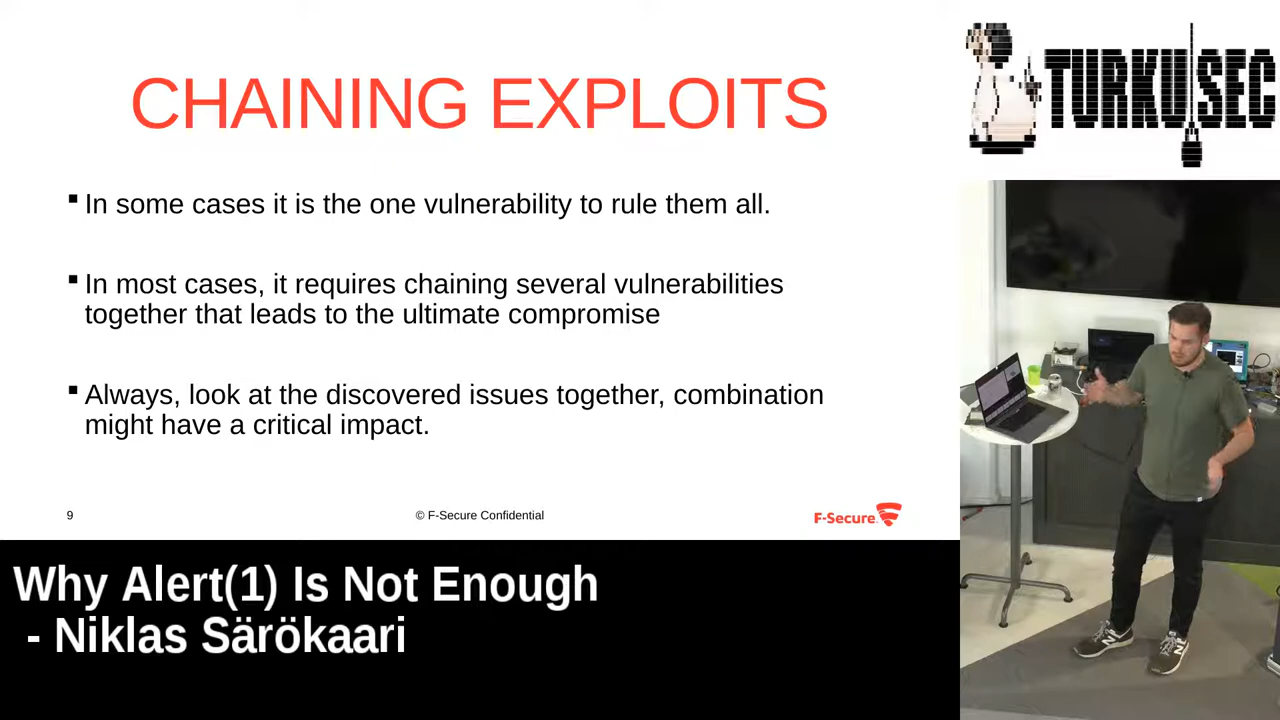 CHAINING EXPLOITS
TURKUSEC
▪ In some cases it is the one vulnerability to rule them all.
▪ In most cases, it requires chaining several vulnerabilities
together that leads to the ultimate compromise
▪ Always, look at the discovered issues together, combination
might have a critical impact.
9
© F-Secure Confidential
F-Secure.
Why Alert(1) Is Not Enough
- Niklas Särökaari